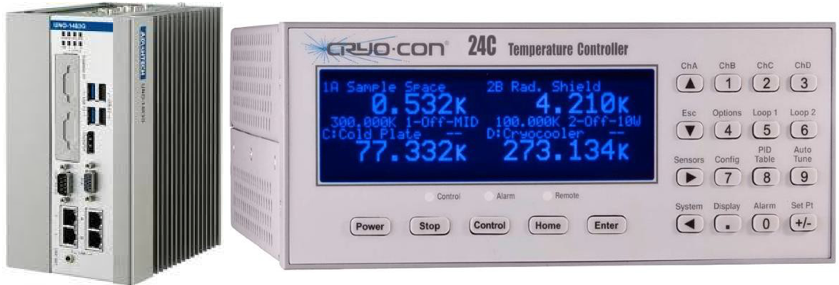 UNO-1483G
ADVANTECH
UNO-1483G
CRYO·CON 24C Temperature Controller
1A Sample Space 2B Rad. Shield
0.532K 4.210K
300.000K 1-Off-MID 100.000K 2-Off-10W
C:Cold Plate -- D:Cryocooler --
77.332K 273.134K
Control Alarm Remote
Power Stop Control Home Enter
ChA ChB ChC ChD
▲ 1 2 3
Esc Options Loop 1 Loop 2
▼ 4 5 6
Sensors Config PID Table Auto Tune
► 7 8 9
System Display Alarm Set Pt
◄ . 0 +/-